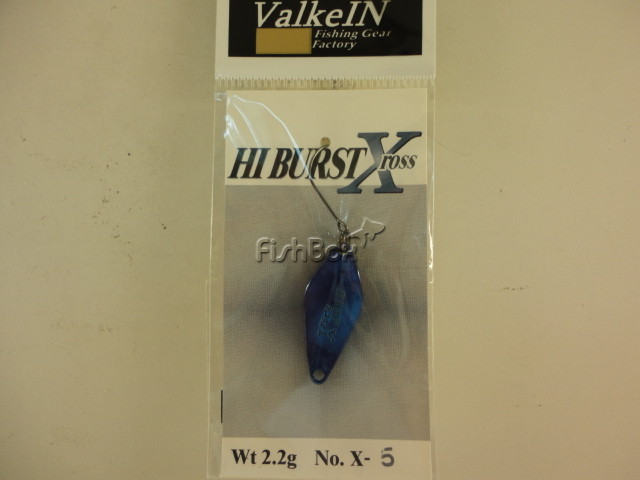 ValkeIN
Fishing Gear
Factory
HI BURST Xross
FishBox
Wt 2.2g No. X- 5